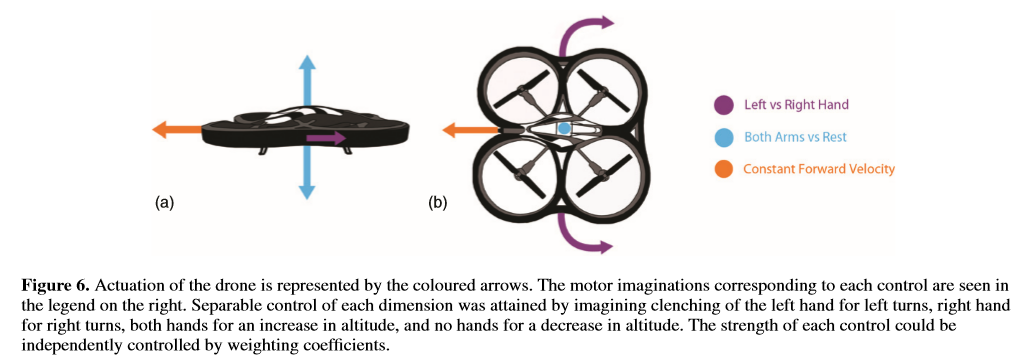 Left vs Right Hand
Both Arms vs Rest
Constant Forward Velocity
(a)
(b)
Figure 6. Actuation of the drone is represented by the coloured arrows. The motor imaginations corresponding to each control are seen in
the legend on the right. Separable control of each dimension was attained by imagining clenching of the left hand for left turns, right hand
for right turns, both hands for an increase in altitude, and no hands for a decrease in altitude. The strength of each control could be
independently controlled by weighting coefficients.